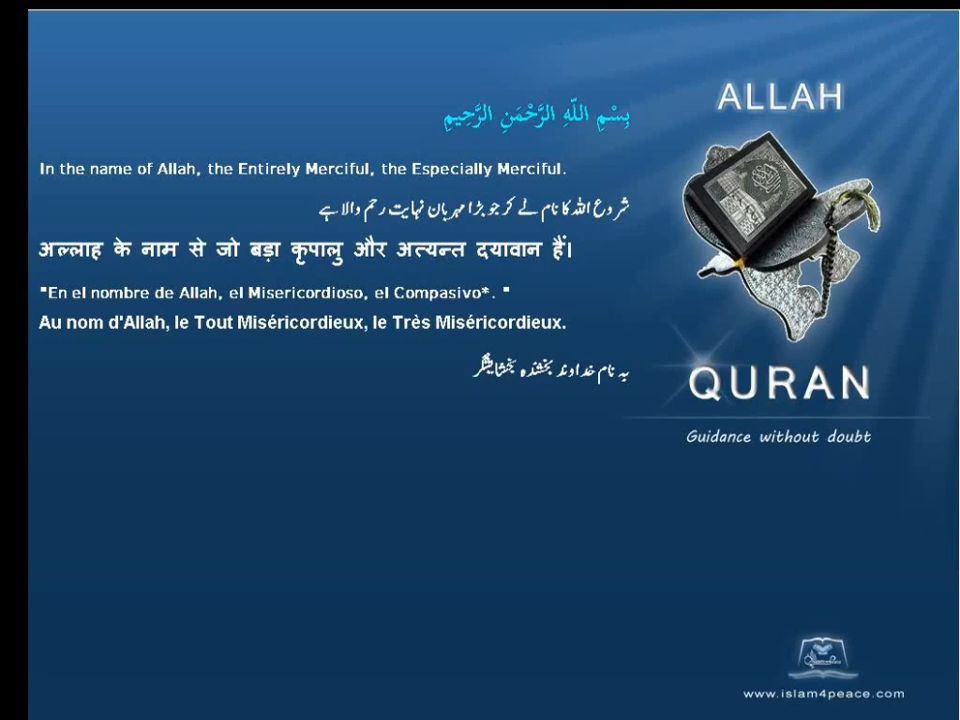 بِسْمِ اللَّهِ الرَّحْمَنِ الرَّحِيمِ
In the name of Allah, the Entirely Merciful, the Especially Merciful.
شروع اللہ کا نام لے کر جو بڑا مہربان نہایت رحم والا ہے
अल्लाह के नाम से जो बड़ा कृपालु और अत्यन्त दयावान हैं।
"En el nombre de Allah, el Misericordioso, el Compasivo*. "
Au nom d'Allah, le Tout Miséricordieux, le Très Miséricordieux.
به نام خداوند بخشنده بخشایشگر
ALLAH
QURAN
Guidance without doubt
www.islam4peace.com